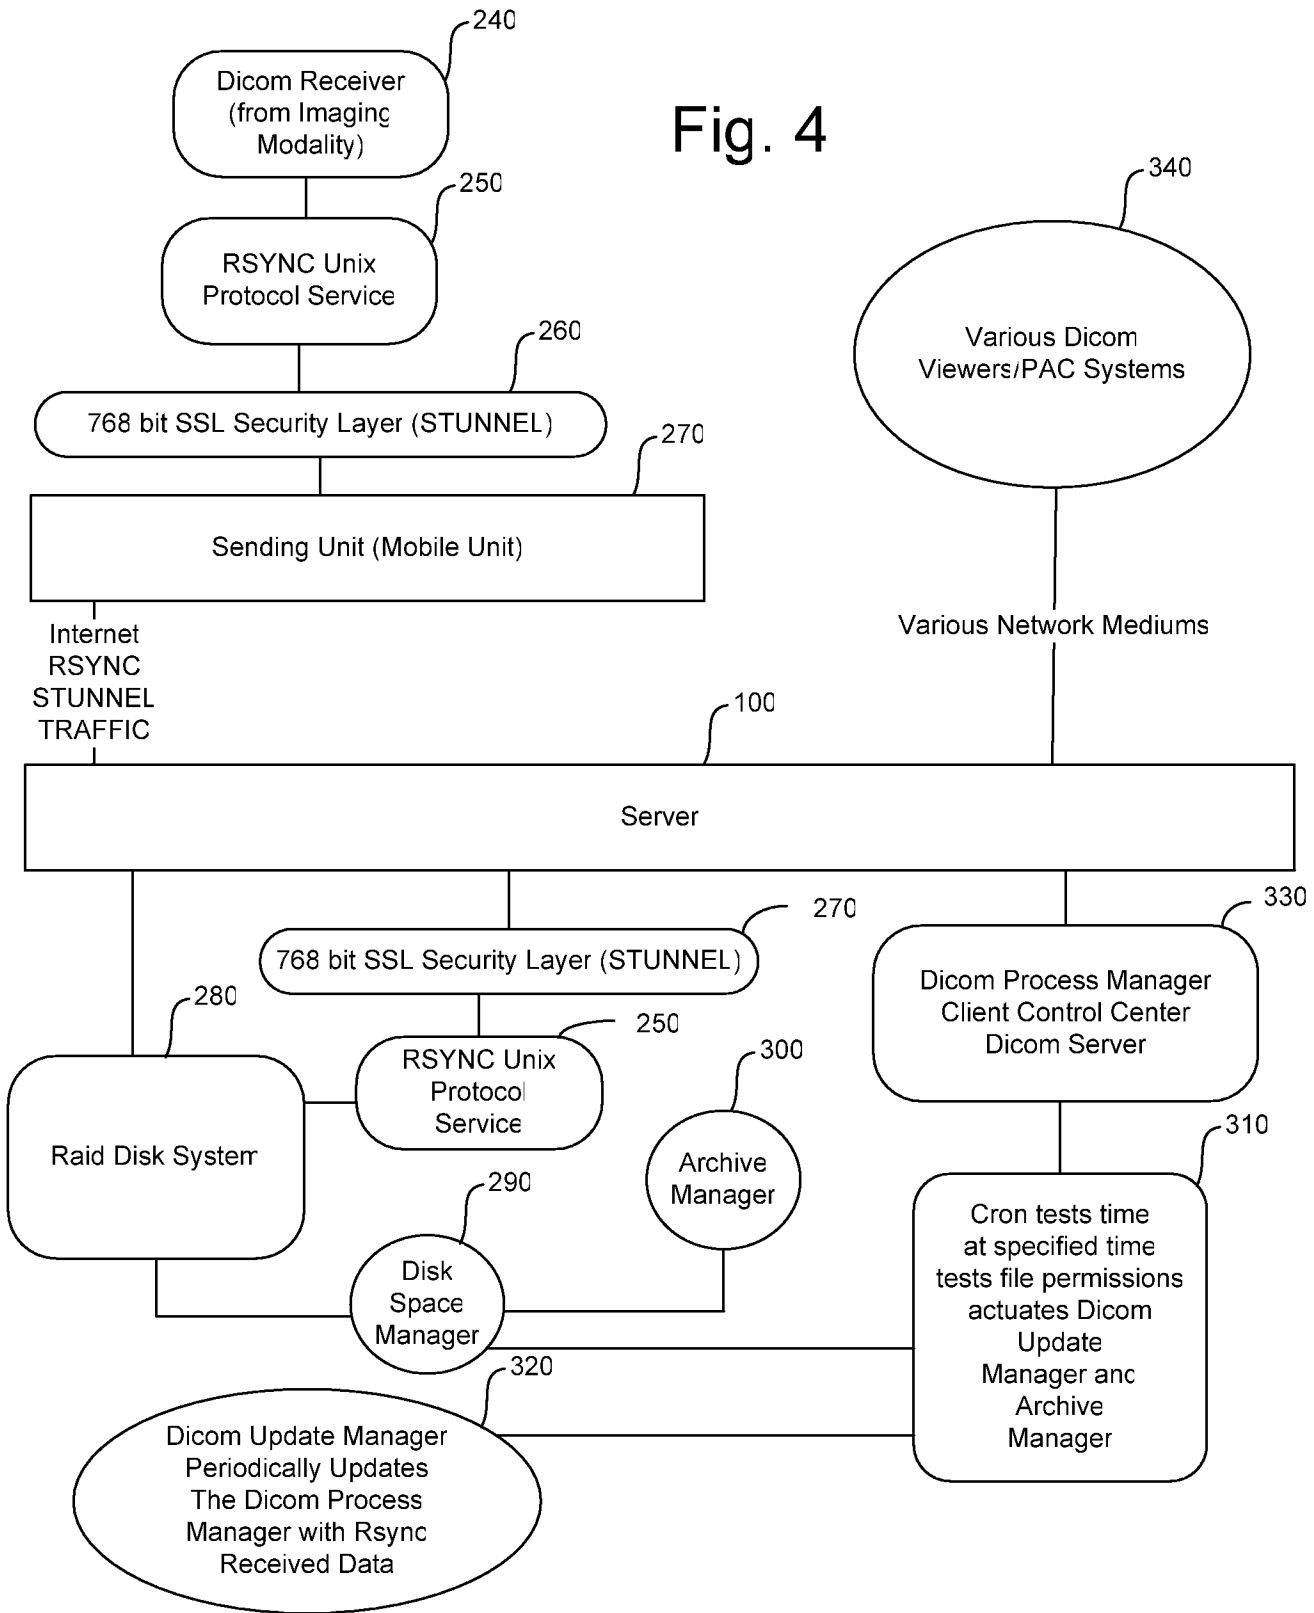 240
Dicom Receiver
(from Imaging
Modality)
Fig. 4
250
RSYNC Unix
Protocol Service
340
Various Dicom
Viewers/PAC Systems
260
768 bit SSL Security Layer (STUNNEL)
270
Sending Unit (Mobile Unit)
Internet
RSYNC
STUNNEL
TRAFFIC
Various Network Mediums
100
Server
270
768 bit SSL Security Layer (STUNNEL)
330
Dicom Process Manager
Client Control Center
Dicom Server
280
Raid Disk System
250
RSYNC Unix
Protocol
Service
300
Archive
Manager
310
Cron tests time
at specified time
tests file permissions
actuates Dicom
Update
Manager and
Archive
Manager
290
Disk
Space
Manager
320
Dicom Update Manager
Periodically Updates
The Dicom Process
Manager with Rsync
Received Data